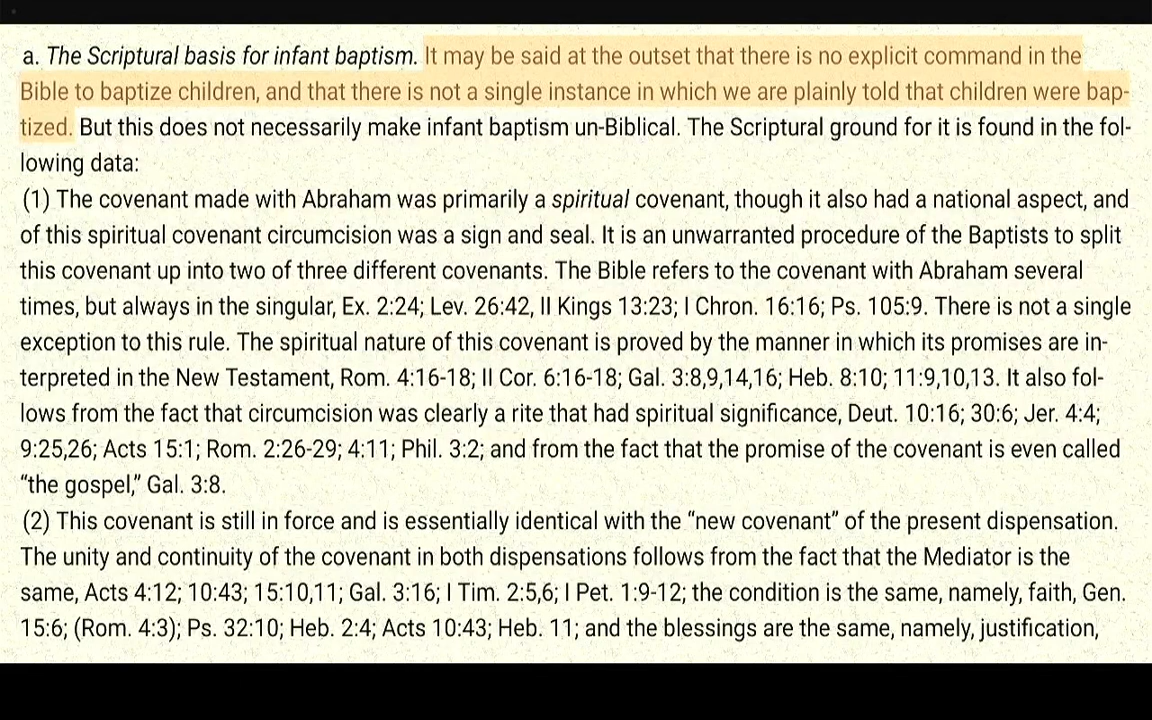 a. The Scriptural basis for infant baptism. It may be said at the outset that there is no explicit command in the
Bible to baptize children, and that there is not a single instance in which we are plainly told that children were bap-
tized. But this does not necessarily make infant baptism un-Biblical. The Scriptural ground for it is found in the fol-
lowing data:
(1) The covenant made with Abraham was primarily a spiritual covenant, though it also had a national aspect, and
of this spiritual covenant circumcision was a sign and seal. It is an unwarranted procedure of the Baptists to split
this covenant up into two of three different covenants. The Bible refers to the covenant with Abraham several
times, but always in the singular, Ex. 2:24; Lev. 26:42, II Kings 13:23; I Chron. 16:16; Ps. 105:9. There is not a single
exception to this rule. The spiritual nature of this covenant is proved by the manner in which its promises are in-
terpreted in the New Testament, Rom. 4:16-18; II Cor. 6:16-18; Gal. 3:8,9,14,16; Heb. 8:10; 11:9,10,13. It also fol-
lows from the fact that circumcision was clearly a rite that had spiritual significance, Deut. 10:16; 30:6; Jer. 4:4;
9:25,26; Acts 15:1; Rom. 2:26-29; 4:11; Phil. 3:2; and from the fact that the promise of the covenant is even called
“the gospel,” Gal. 3:8.
(2) This covenant is still in force and is essentially identical with the “new covenant” of the present dispensation.
The unity and continuity of the covenant in both dispensations follows from the fact that the Mediator is the
same, Acts 4:12; 10:43; 15:10,11; Gal. 3:16; I Tim. 2:5,6; I Pet. 1:9-12; the condition is the same, namely, faith, Gen.
15:6; (Rom. 4:3); Ps. 32:10; Heb. 2:4; Acts 10:43; Heb. 11; and the blessings are the same, namely, justification,